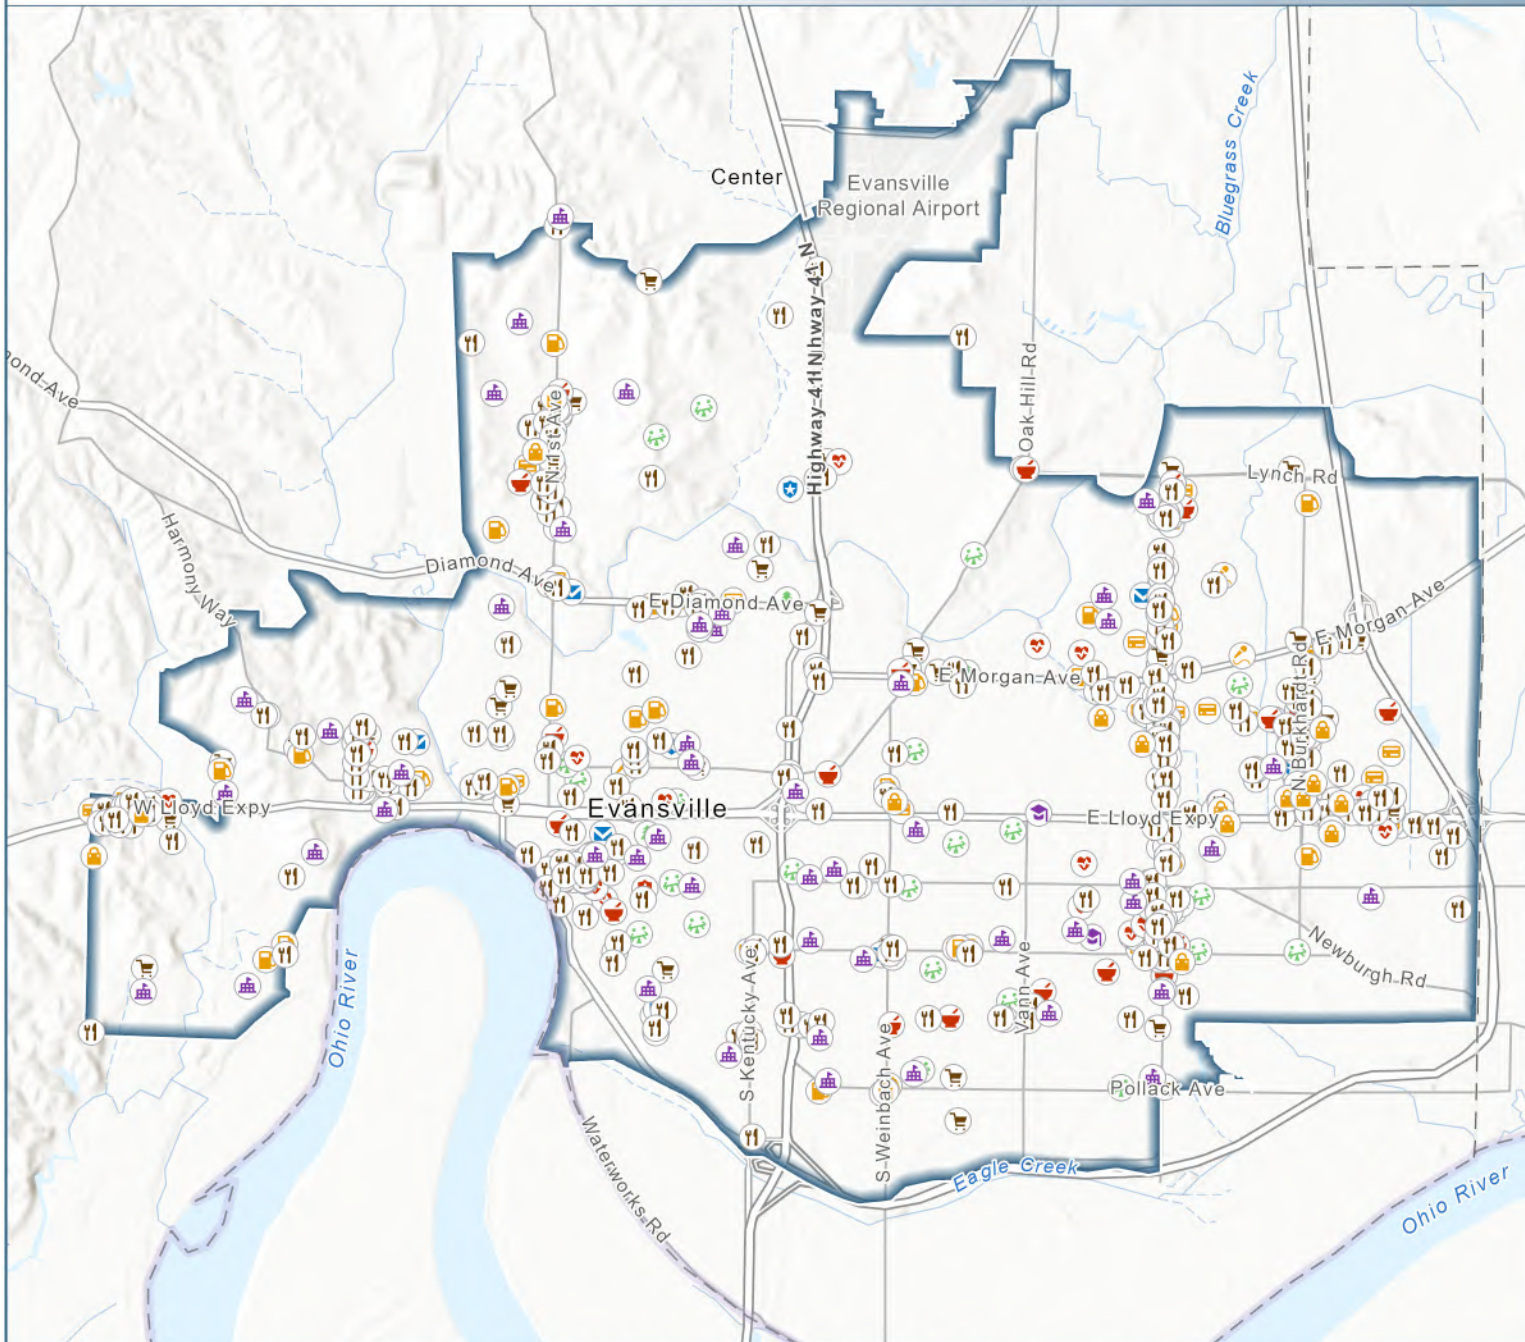 Bluegrass Creek
Center
Evansville
Regional Airport
Highway 41 N
hway 41 N
Oak Hill Rd
ond Ave
N 1st Ave
Lynch Rd
Harmony Way
Diamond Ave
E Diamond Ave
E Morgan Ave
E Morgan Ave
N Burkhardt Rd
W Lloyd Expy
Evansville
E Lloyd Expy
Newburgh Rd
Ohio River
S Kentucky Ave
Vann Ave
S Weinbach Ave
Pollack Ave
Waterworks Rd
Eagle Creek
Ohio River